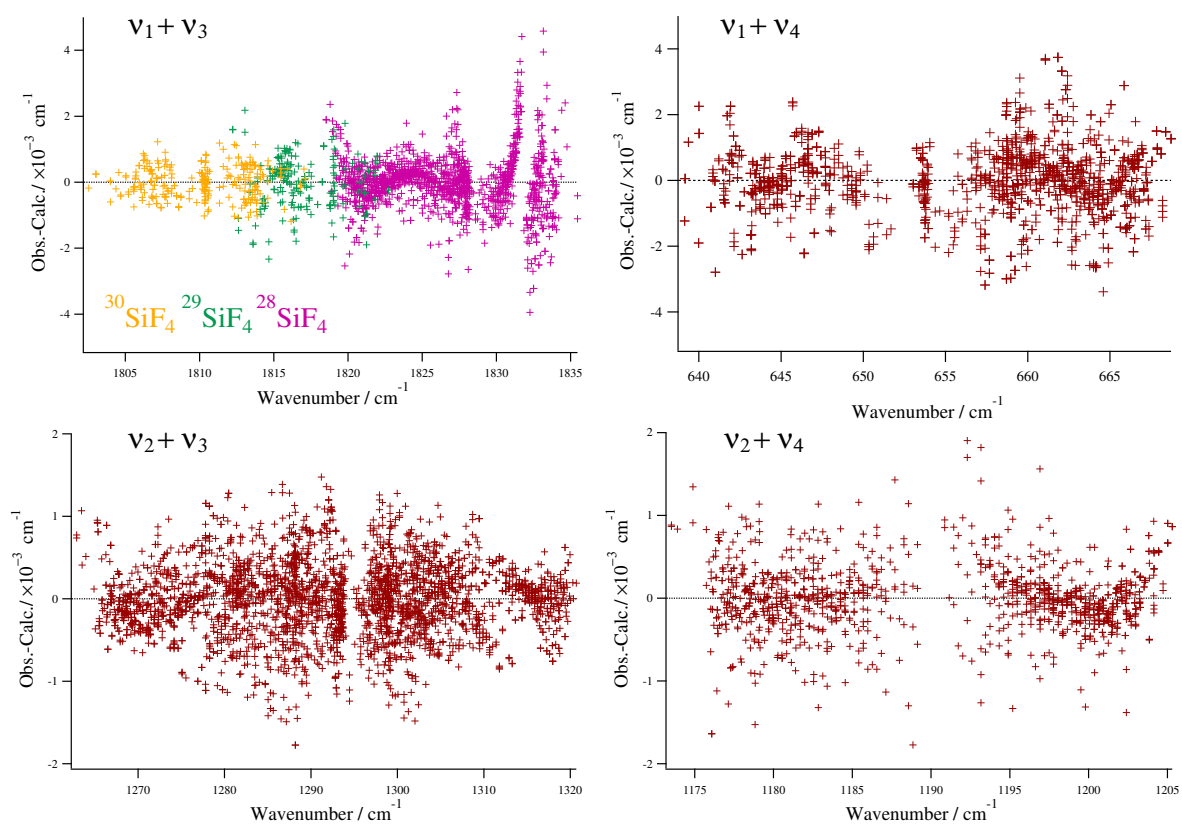 ν1+ ν3
Obs.-Calc./ ×10−3 cm-1
4
2
0
-2
-4
30SiF4 29SiF4 28SiF4
1805 1810 1815 1820 1825 1830 1835
Wavenumber / cm-1
ν1+ ν4
Obs.-Calc./ ×10−3 cm-1
4
2
0
-2
-4
640 645 650 655 660 665
Wavenumber / cm-1
ν2+ ν3
Obs.-Calc./ ×10−3 cm-1
2
1
0
-1
-2
1270 1280 1290 1300 1310 1320
Wavenumber / cm-1
ν2+ ν4
Obs.-Calc./ ×10−3 cm-1
2
1
0
-1
-2
1175 1180 1185 1190 1195 1200 1205
Wavenumber / cm-1